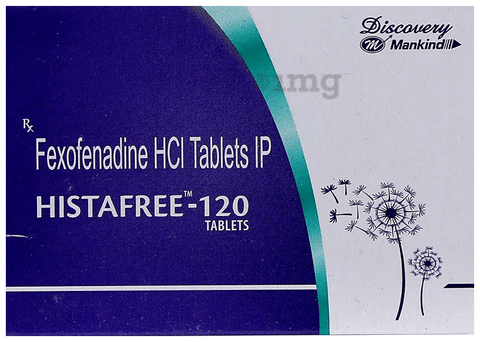 Discovery
M Mankind
Rx
Fexofenadine HCl Tablets IP
HISTAFREE™-120
TABLETS